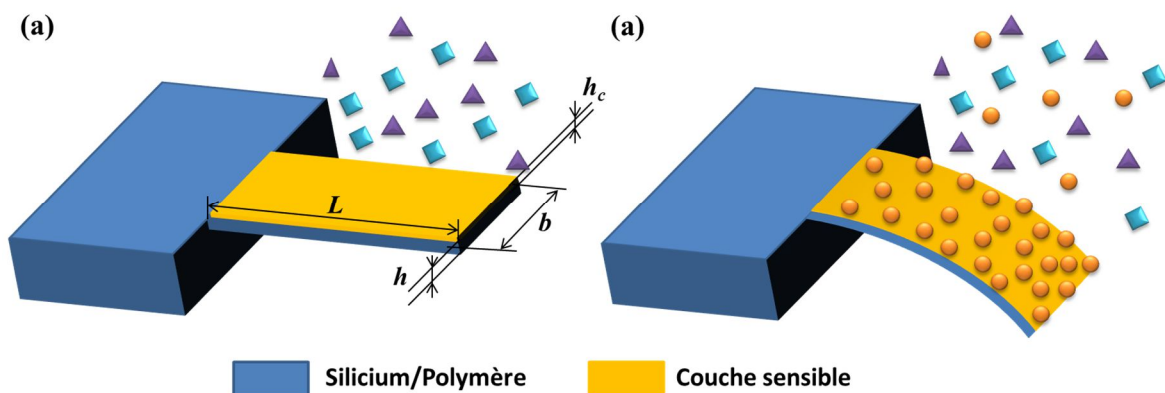 (a)
(a)
h_c
L
b
h
Silicium/Polymère
Couche sensible